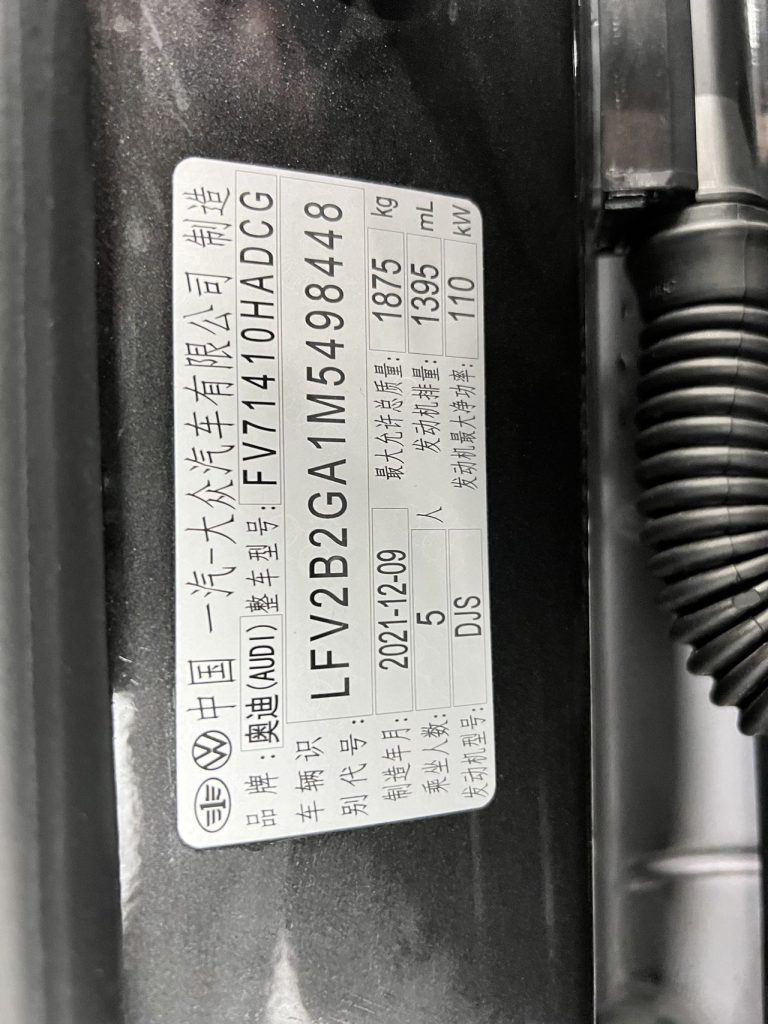 中国 一汽-大众汽车有限公司 制造
品牌: 奥迪(AUDI) 整车型号: FV71410HADCG
车辆识别代号: LFV2B2GA1M5498448
制造年月: 2021-12-09 最大允许总质量: 1875 kg
乘坐人数: 5 人 发动机排量: 1395 mL
发动机型号: DJS 发动机最大净功率: 110 kW